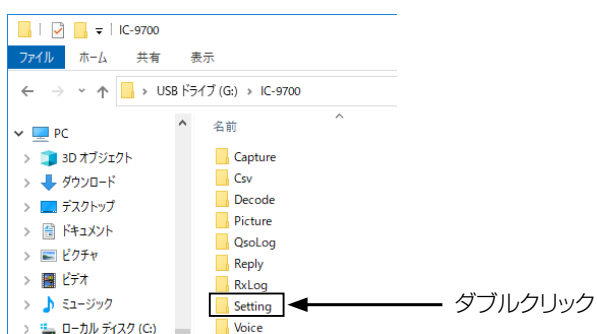 IC-9700
ファイル ホーム 共有 表示
USB ドライブ (G:) › IC-9700
PC
名前
3D オブジェクト
Capture
ダウンロード
Csv
デスクトップ
Decode
Picture
ドキュメント
QsoLog
ピクチャ
Reply
ビデオ
RxLog
ミュージック
Setting
ダブルクリック
ローカル ディスク (C:)
Voice